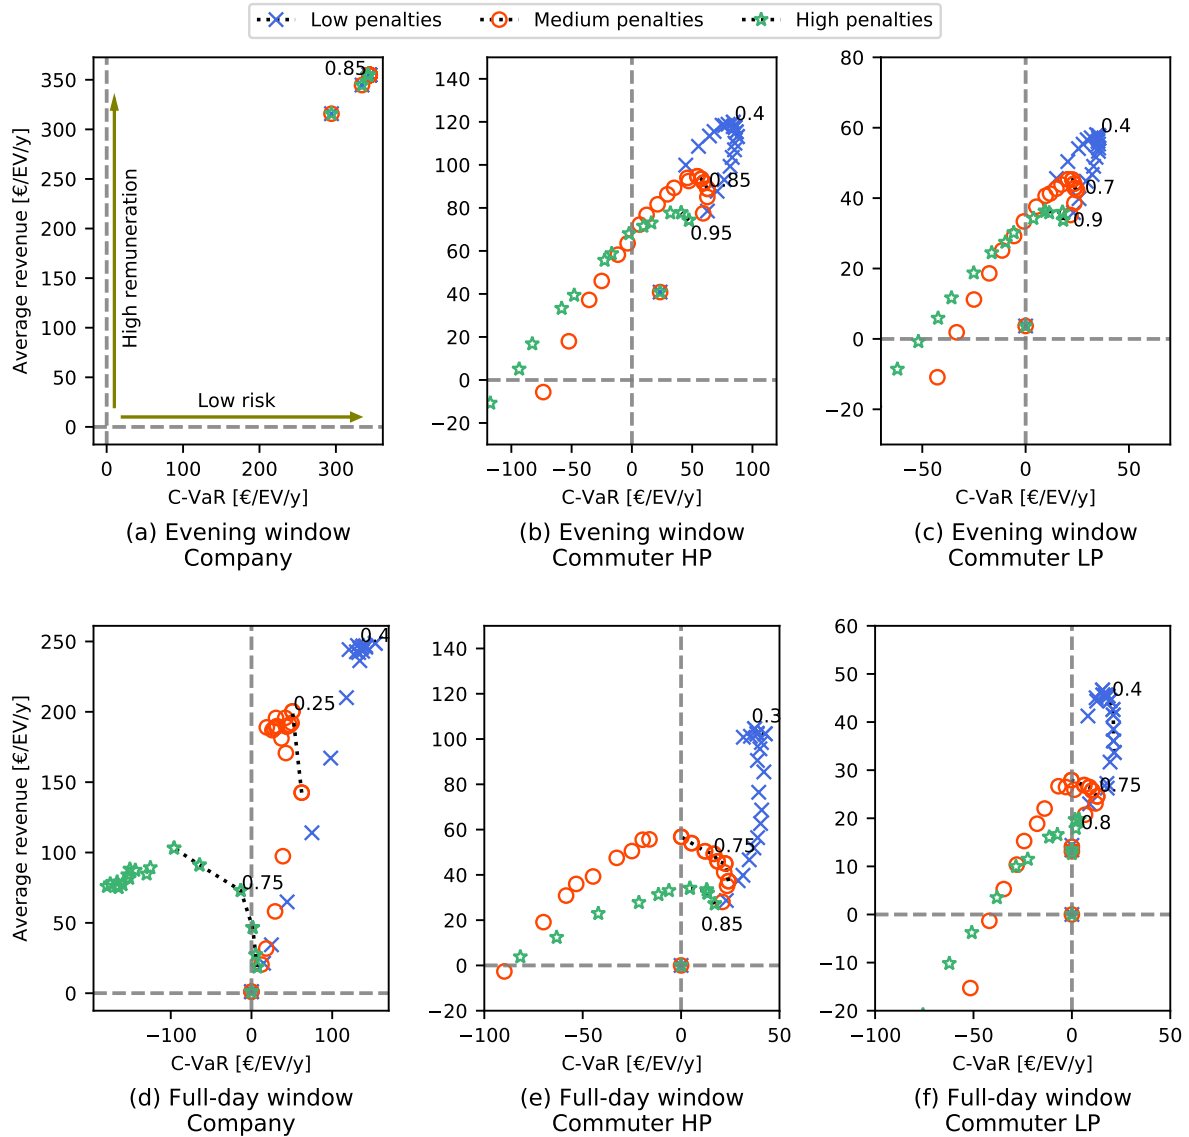 Low penalties Medium penalties High penalties
350
300
250
200
150
100
50
0
Average revenue [€/EV/y]
0.85
High remuneration
Low risk
0 100 200 300
C-VaR [€/EV/y]
(a) Evening window
Company
140
120
100
80
60
40
20
0
−20
0.4
0.85
0.95
−100 −50 0 50 100
C-VaR [€/EV/y]
(b) Evening window
Commuter HP
80
60
40
20
0
−20
0.4
0.7
0.9
−50 0 50
C-VaR [€/EV/y]
(c) Evening window
Commuter LP
250
200
150
100
50
0
Average revenue [€/EV/y]
0.4
0.25
0.75
−100 0 100
C-VaR [€/EV/y]
(d) Full-day window
Company
140
120
100
80
60
40
20
0
−20
0.3
0.75
0.85
−100 −50 0 50
C-VaR [€/EV/y]
(e) Full-day window
Commuter HP
60
50
40
30
20
10
0
−10
−20
0.4
0.75
0.8
−100 −50 0 50
C-VaR [€/EV/y]
(f) Full-day window
Commuter LP